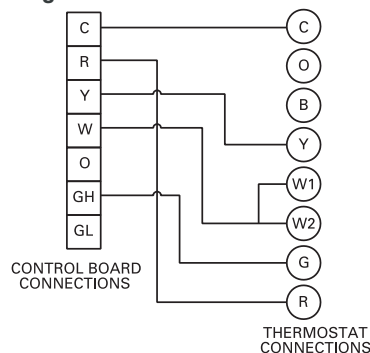 C
R
Y
W
O
GH
GL
CONTROL BOARD
CONNECTIONS
C
O
B
Y
W1
W2
G
R
THERMOSTAT
CONNECTIONS